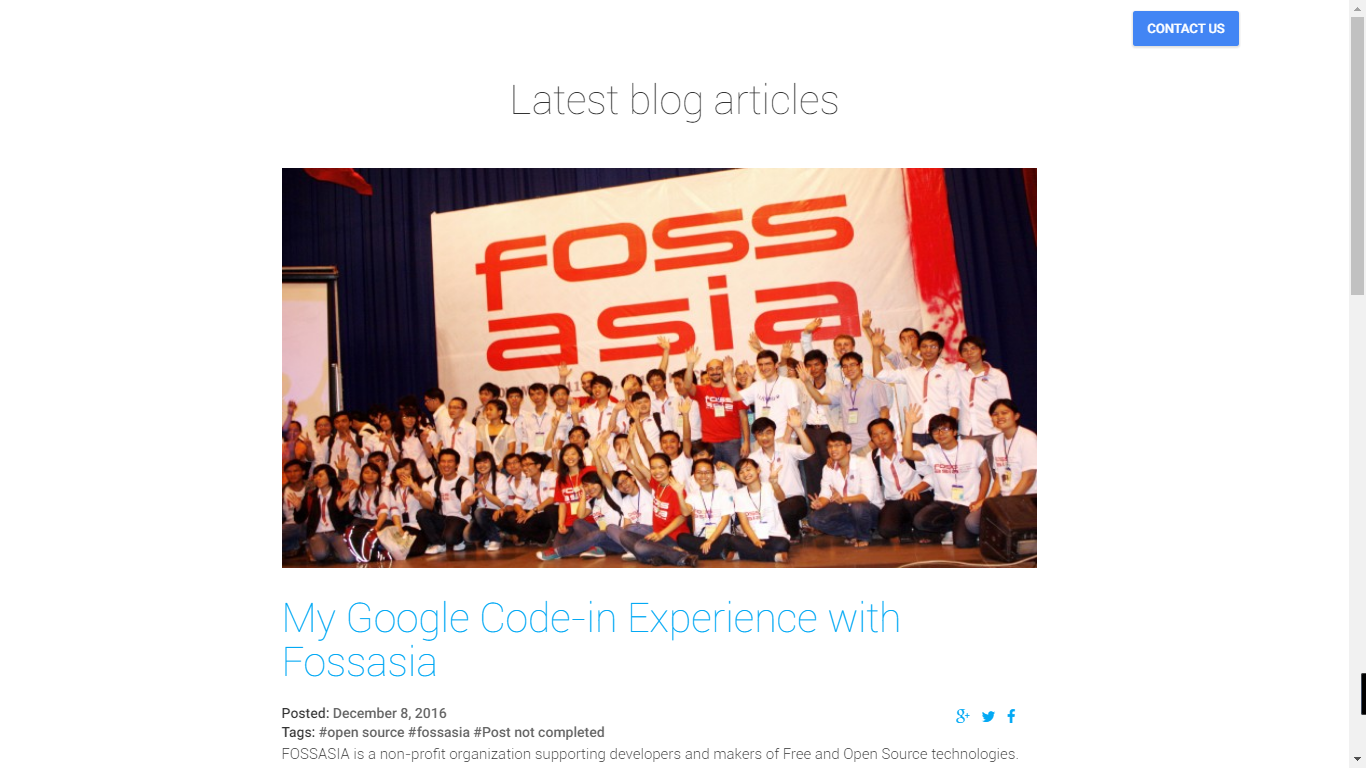 CONTACT US
Latest blog articles
foss
asia
My Google Code-in Experience with
Fossasia
Posted: December 8, 2016
Tags: #open source #fossasia #Post not completed
FOSSASIA is a non-profit organization supporting developers and makers of Free and Open Source technologies.